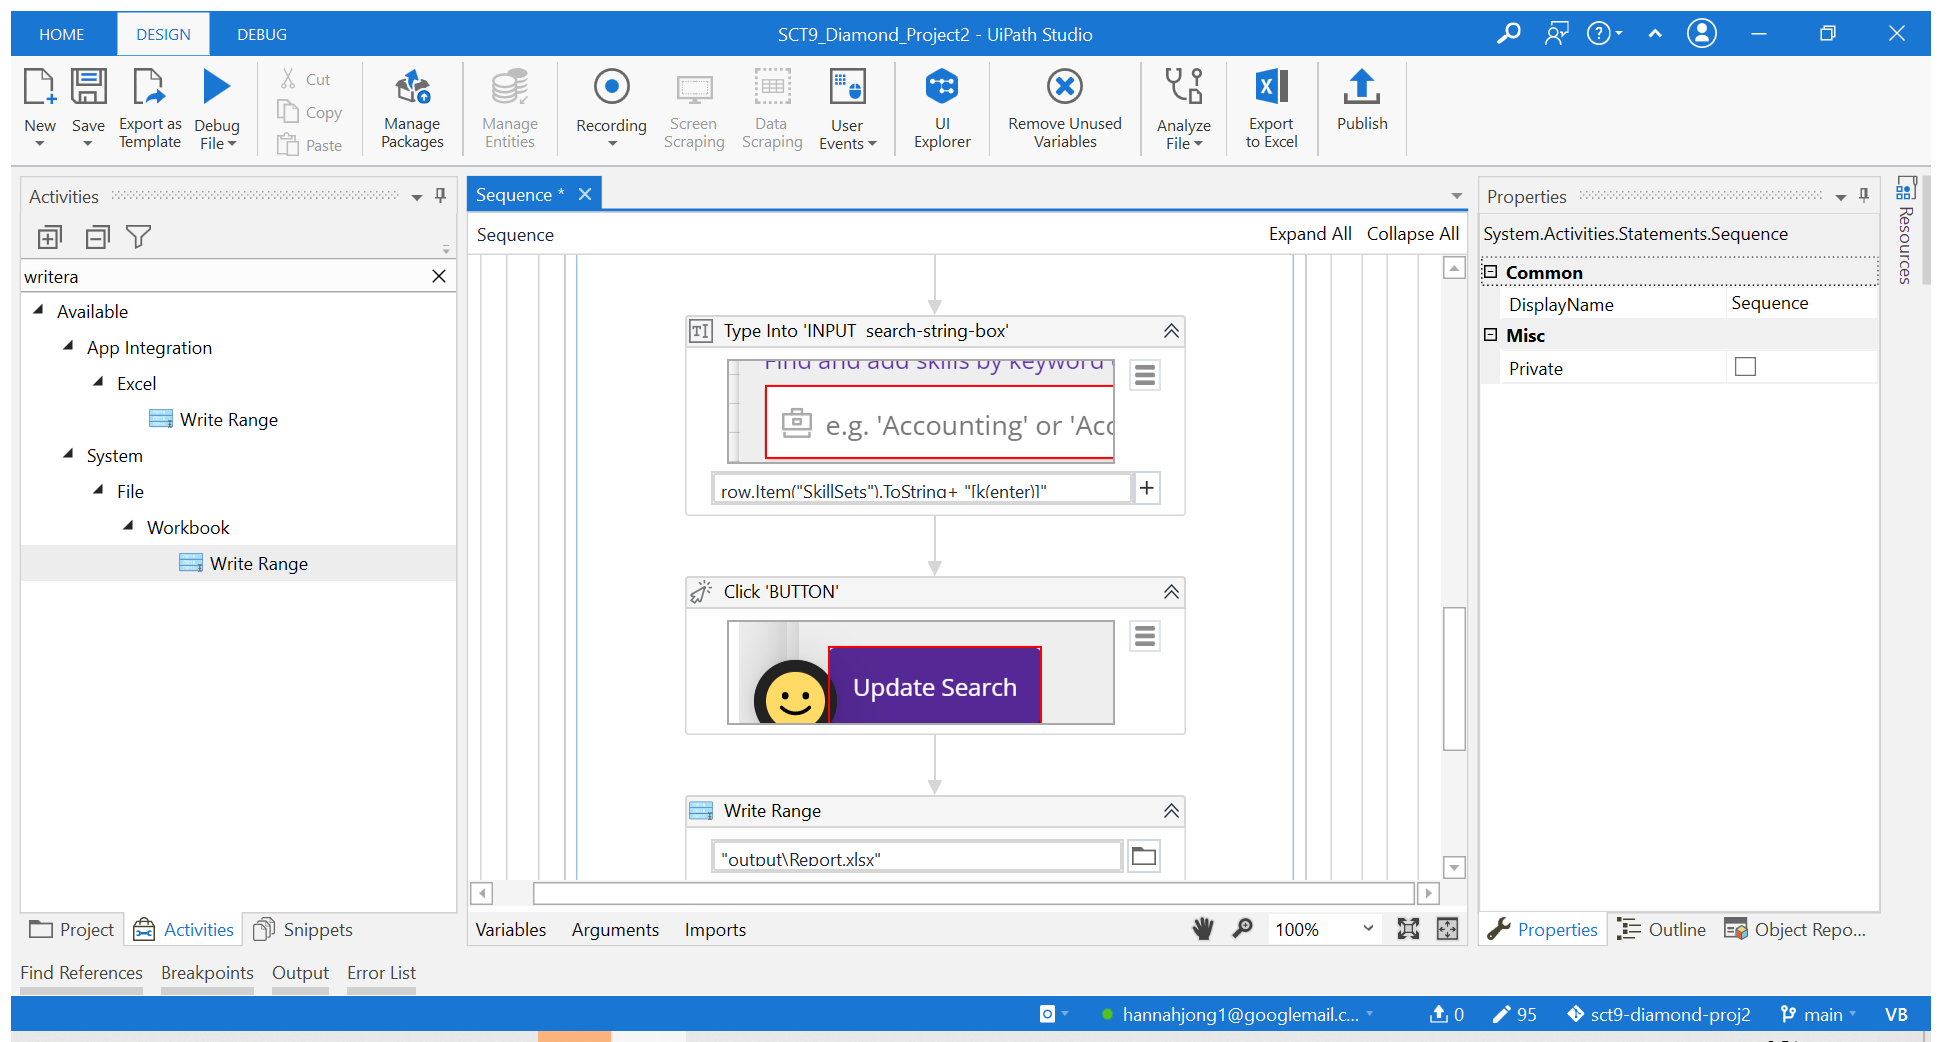 HOME DESIGN DEBUG SCT9_Diamond_Project2 - UiPath Studio
New Save Export as Template Debug File
Cut
Copy
Paste
Manage Packages
Manage Entities
Recording
Screen Scraping
Data Scraping
User Events
UI Explorer
Remove Unused Variables
Analyze File
Export to Excel
Publish
Activities
writera
Available
App Integration
Excel
Write Range
System
File
Workbook
Write Range
Project Activities Snippets
Sequence *
Sequence Expand All Collapse All
Type Into 'INPUT search-string-box'
Find and add skills by keyword
e.g. 'Accounting' or 'Acc
row.Item("SkillSets").ToString+ "[k(enter)]"
Click 'BUTTON'
Update Search
Write Range
"output\Report.xlsx"
Variables Arguments Imports 100%
Properties
System.Activities.Statements.Sequence
Common
DisplayName Sequence
Misc
Private
Properties Outline Object Repo...
Resources
Find References Breakpoints Output Error List
hannahjong1@googlemail.c... 0 95 sct9-diamond-proj2 main VB